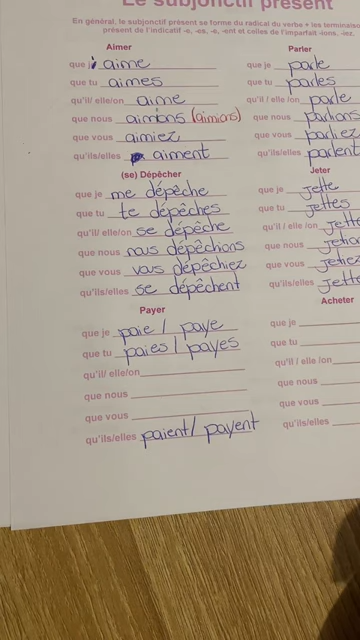 Le subjonctif présent
En général, le subjonctif présent se forme du radical du verbe + les terminaisons
présent de l'indicatif -e, -es, -e, -ent et celles de l'imparfait -ions, -iez.
Aimer
que j' aime
que tu aimes
qu'il/ elle/on aime
que nous aimions (aimions)
que vous aimiez
qu'ils/elles aiment
Parler
que je parle
que tu parles
qu'il / elle /on parle
que nous parlions
que vous parliez
qu'ils/elles parlent
(se) Dépêcher
que je me dépêche
que tu te dépêches
qu'il/ elle/on se dépêche
que nous nous dépêchions
que vous vous dépêchiez
qu'ils/elles se dépêchent
Jeter
que je jette
que tu jettes
qu'il / elle /on
que nous
que vous
qu'ils/elles
Payer
que je paie / paye
que tu paies / payes
qu'il/ elle/on
que nous
que vous
qu'ils/elles paient/ payent
Acheter
que je
que tu
qu'il / elle /on
que nous
que vous
qu'ils/elles